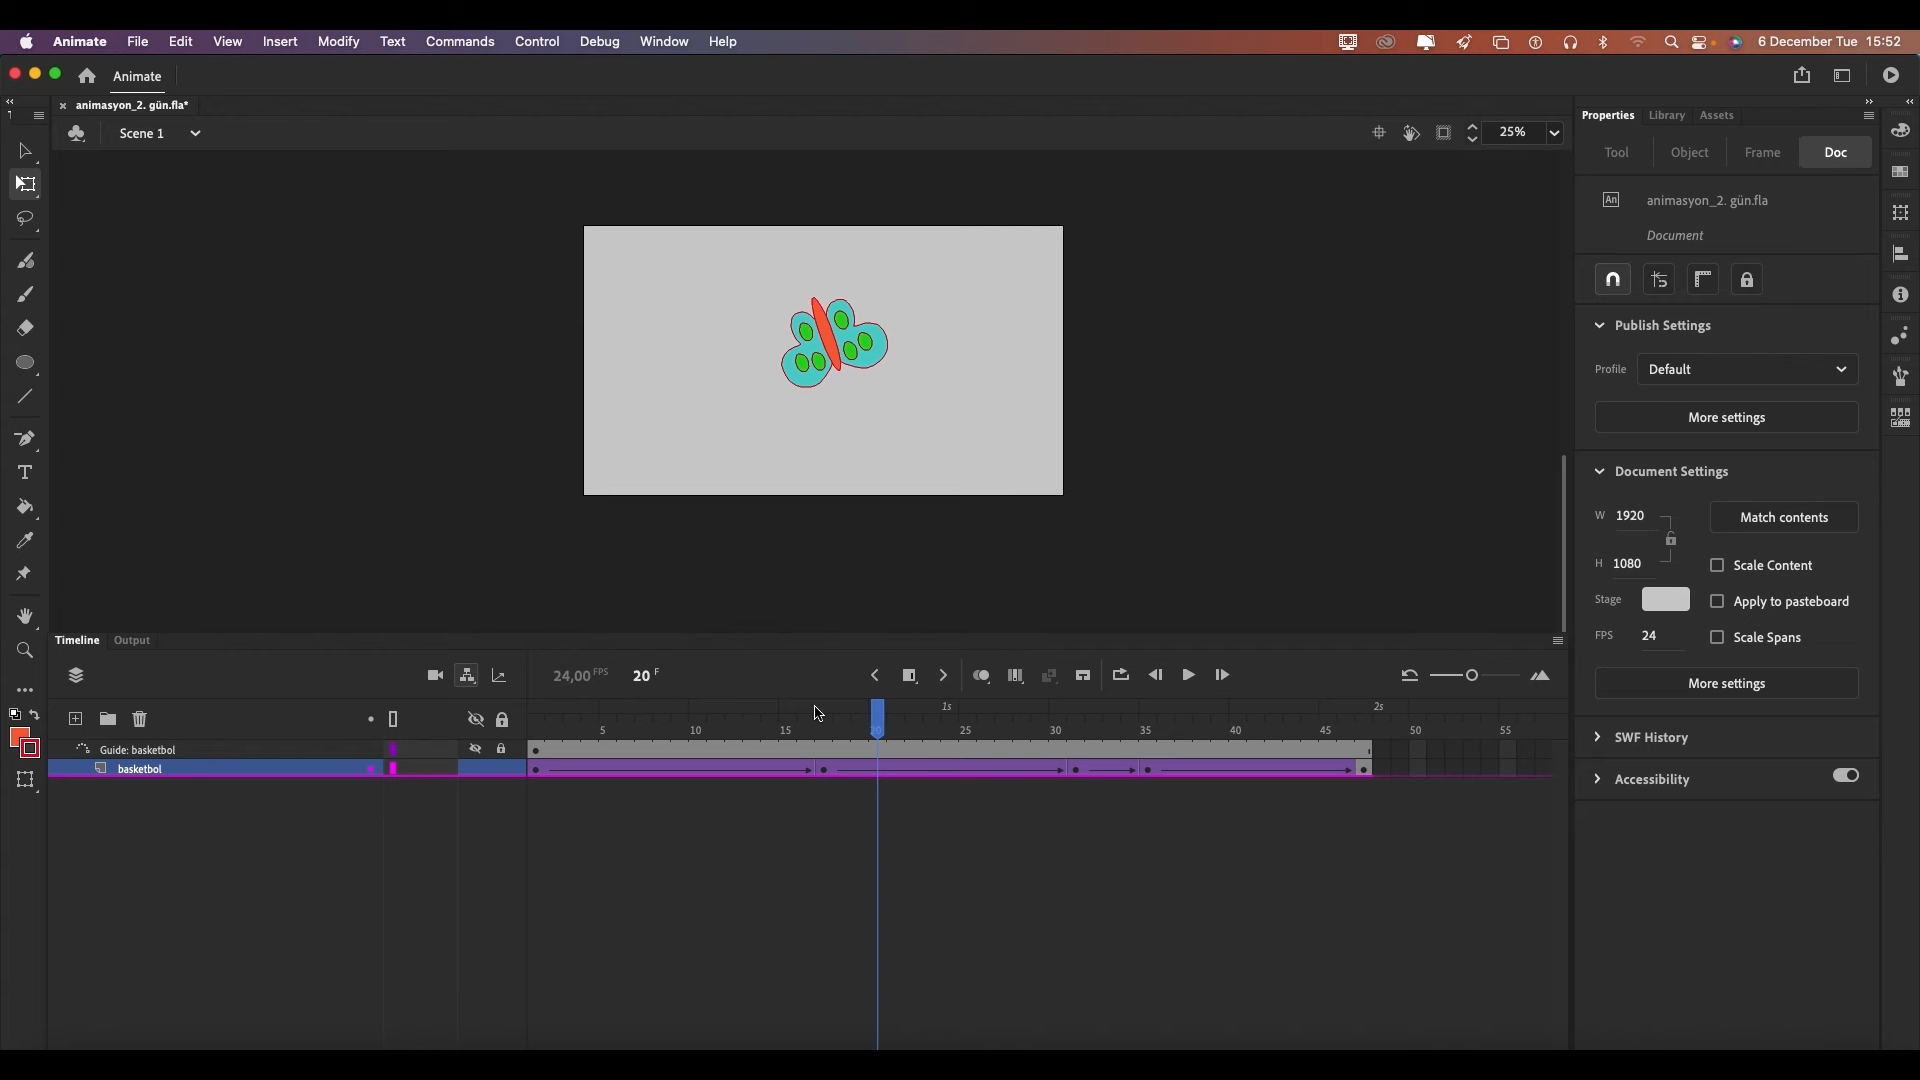 Animate File Edit View Insert Modify Text Commands Control Debug Window Help 6 December Tue 15:52
Animate
animasyon_2. gün.fla*
Scene 1 25%
Properties Library Assets
Tool Object Frame Doc
An animasyon_2. gün.fla
Document
Publish Settings
Profile Default
More settings
Document Settings
W 1920 Match contents
H 1080 Scale Content
Stage Apply to pasteboard
FPS 24 Scale Spans
More settings
SWF History
Accessibility
Timeline Output
24,00 FPS 20 F
1s 2s
5 10 15 20 25 30 35 40 45 50 55
Guide: basketbol
basketbol